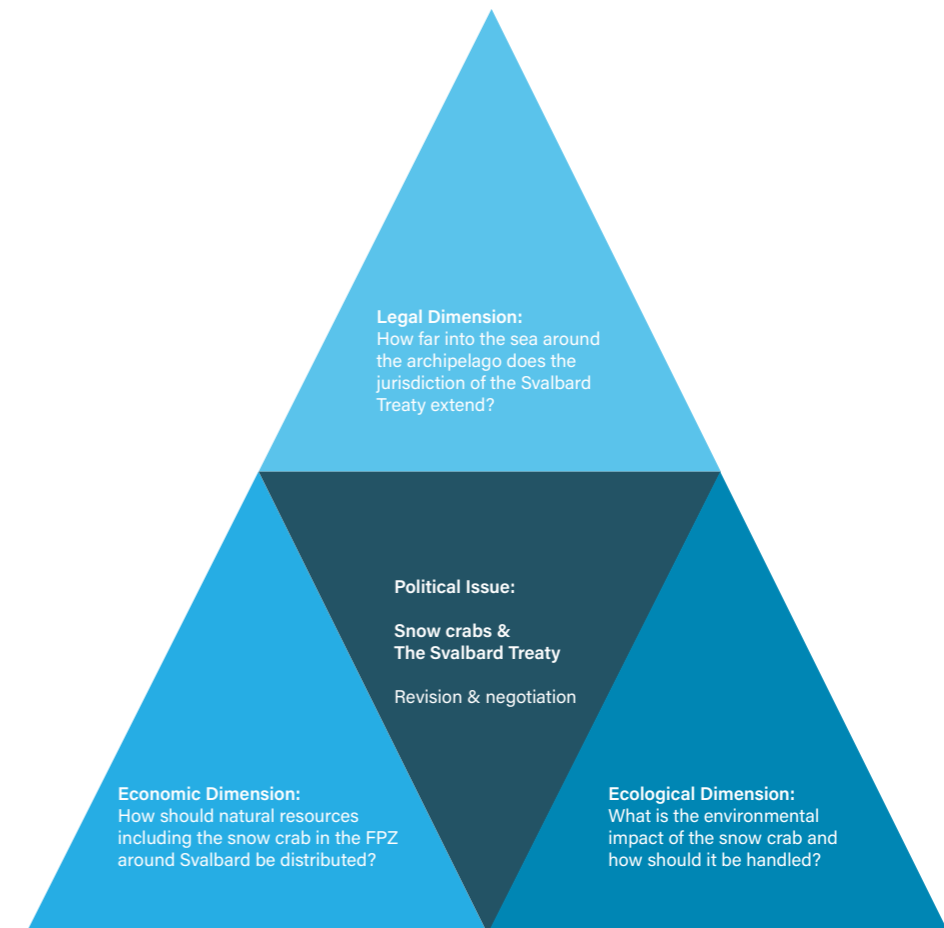 Legal Dimension:
How far into the sea around
the archipelago does the
jurisdiction of the Svalbard
Treaty extend?
Political Issue:
Snow crabs &
The Svalbard Treaty
Revision & negotiation
Economic Dimension:
How should natural resources
including the snow crab in the FPZ
around Svalbard be distributed?
Ecological Dimension:
What is the environmental
impact of the snow crab and
how should it be handled?